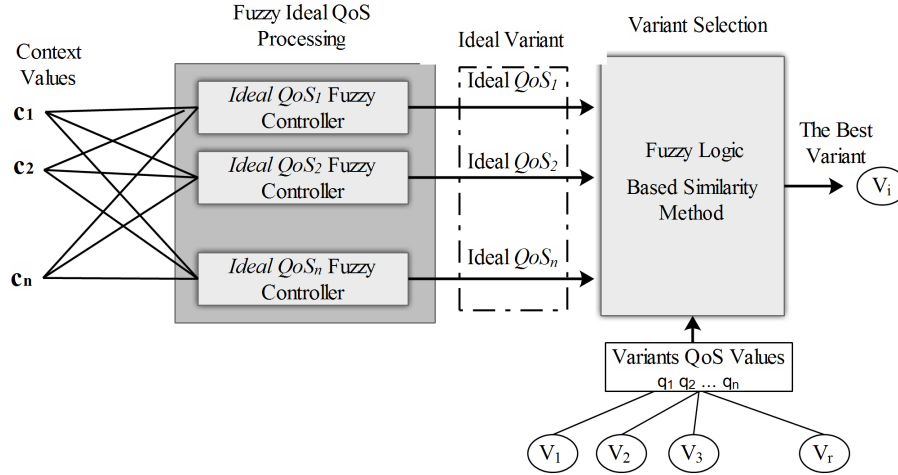 Fuzzy Ideal QoS
Processing
Context
Values
c1
c2
cn
Ideal QoS1 Fuzzy
Controller
Ideal QoS2 Fuzzy
Controller
Ideal QoSn Fuzzy
Controller
Ideal Variant
Ideal QoS1
Ideal QoS2
Ideal QoSn
Variant Selection
Fuzzy Logic
Based Similarity
Method
The Best
Variant
Vi
Variants QoS Values
q1 q2 ... qn
V1
V2
V3
Vr